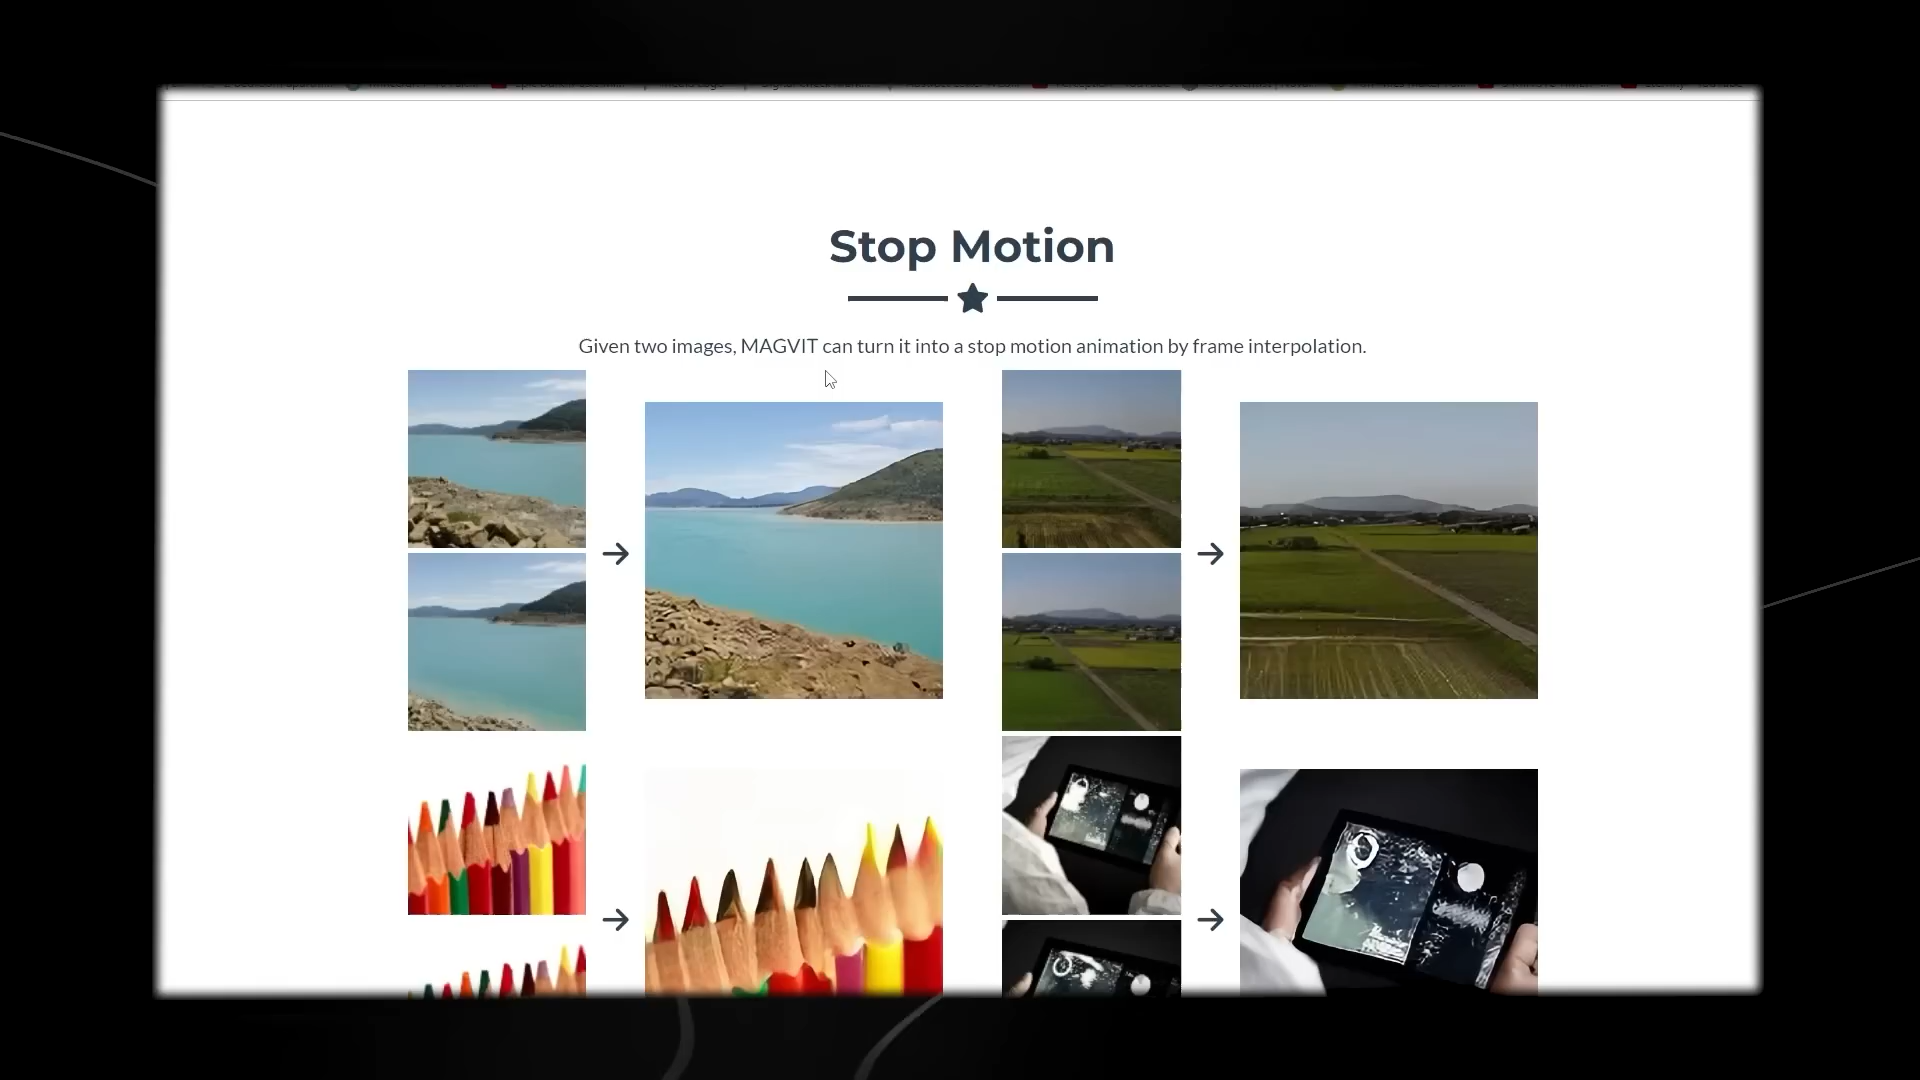 Stop Motion
Given two images, MAGVIT can turn it into a stop motion animation by frame interpolation.